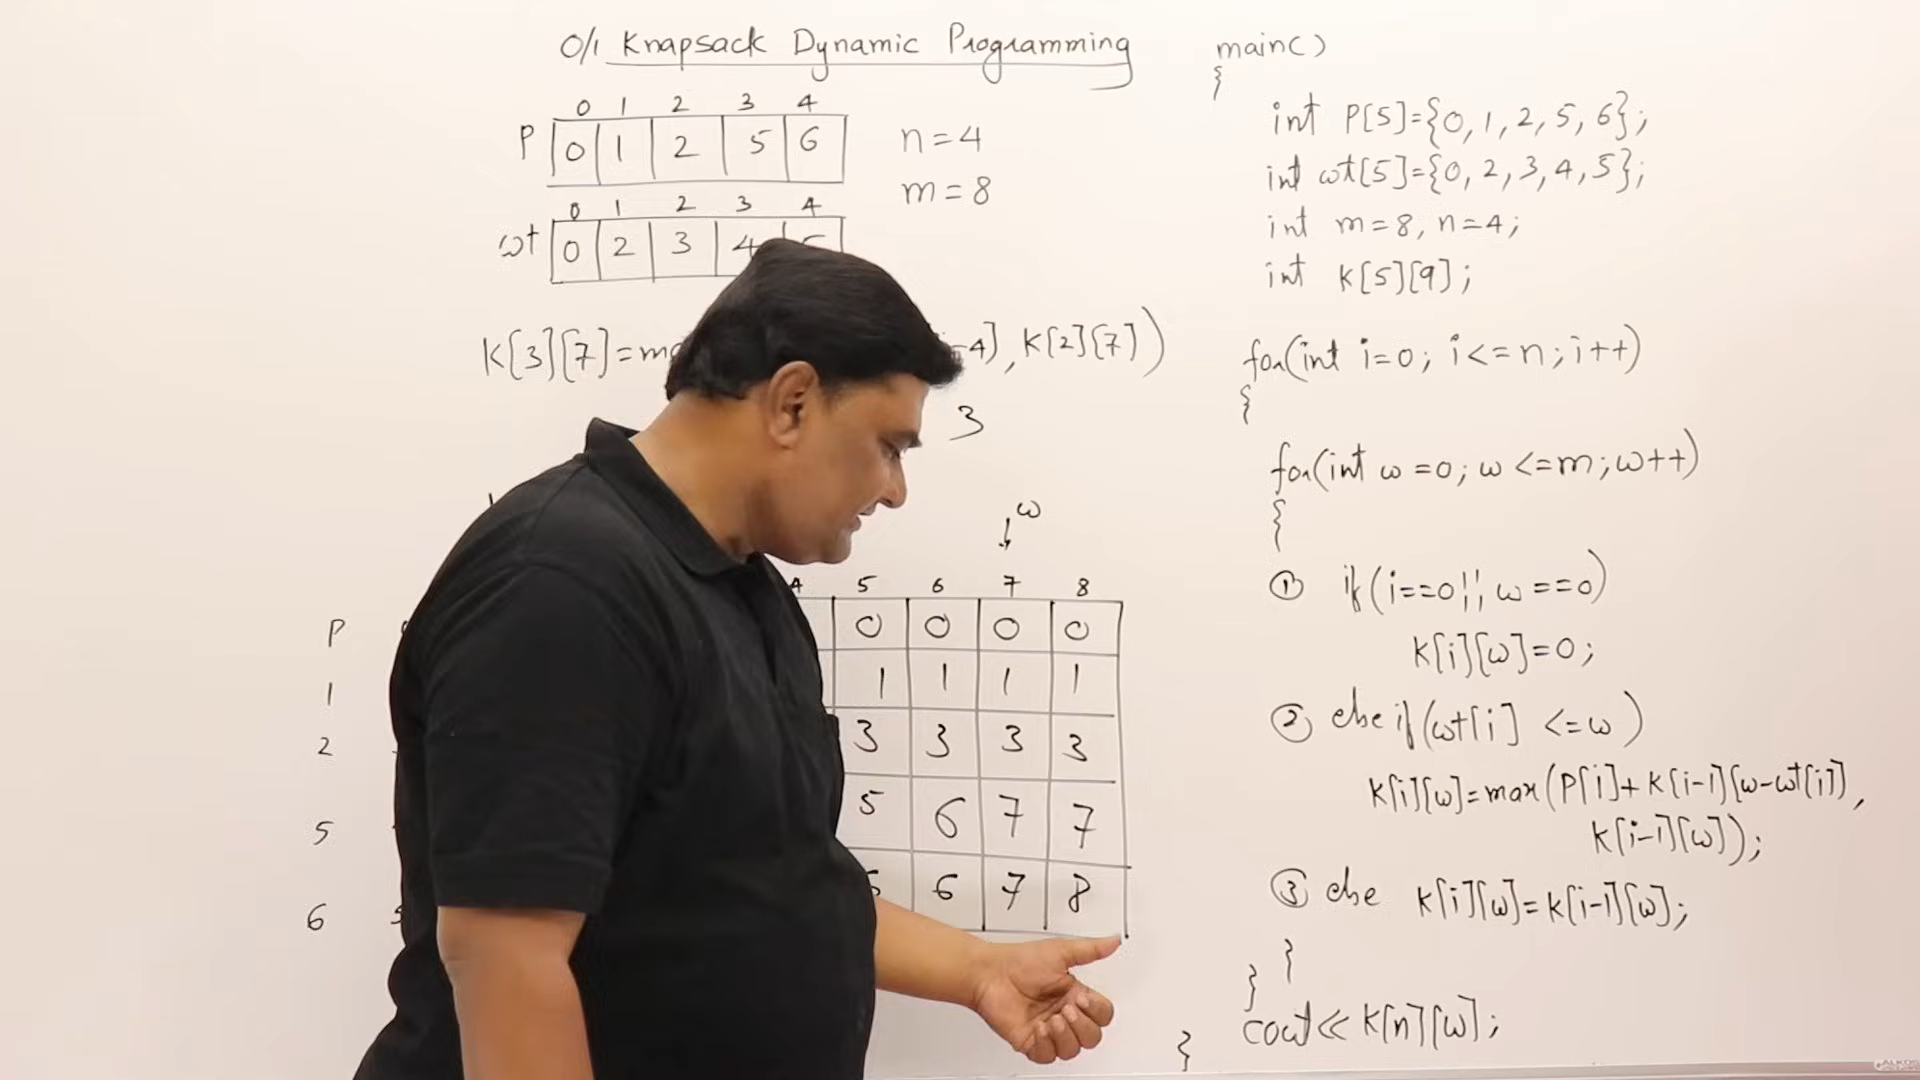 0/1 Knapsack Dynamic Programming
0 1 2 3 4
P 0 1 2 5 6
n=4
m=8
0 1 2 3 4
wt 0 2 3 4
K[3][7]=m -4], K[2][7])
3
w
4 5 6 7 8
P 0 0 0 0
1 1 1 1 1
2 3 3 3 3
5 5 6 7 7
6 5 6 7 8
main()
{
int P[5]={0, 1, 2, 5, 6};
int wt[5]={0, 2, 3, 4, 5};
int m=8, n=4;
int K[5][9];
for(int i=0; i<=n; i++)
{
for(int w=0; w<=m; w++)
{
① if(i==0||w==0)
K[i][w]=0;
② else if(wt[i] <=w)
K[i][w]=max(P[i]+K[i-1][w-wt[i]],
K[i-1][w]);
③ else K[i][w]=K[i-1][w];
}
}
cout<<K[n][w];
}